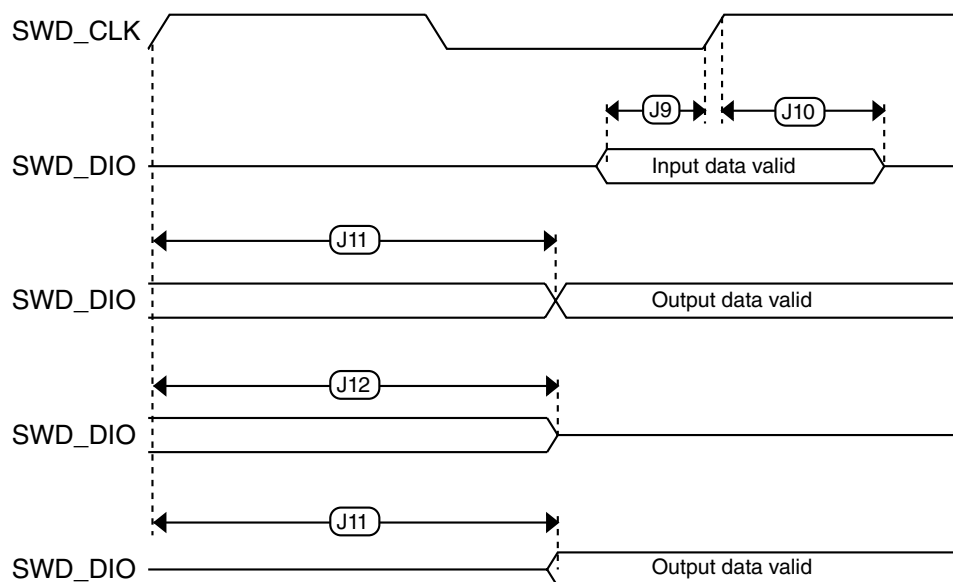 SWD_CLK
J9
J10
SWD_DIO
Input data valid
J11
SWD_DIO
Output data valid
J12
SWD_DIO
J11
SWD_DIO
Output data valid